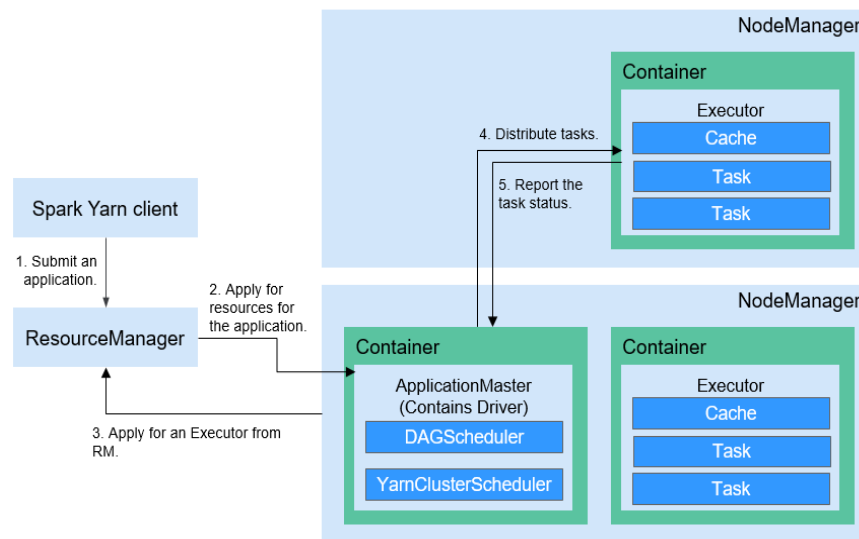 NodeManager
Container
Executor
Cache
Task
Task
4. Distribute tasks.
5. Report the
task status.
Spark Yarn client
1. Submit an
application.
ResourceManager
2. Apply for
resources for
the application.
3. Apply for an Executor from
RM.
NodeManager
Container
ApplicationMaster
(Contains Driver)
DAGScheduler
YarnClusterScheduler
Container
Executor
Cache
Task
Task